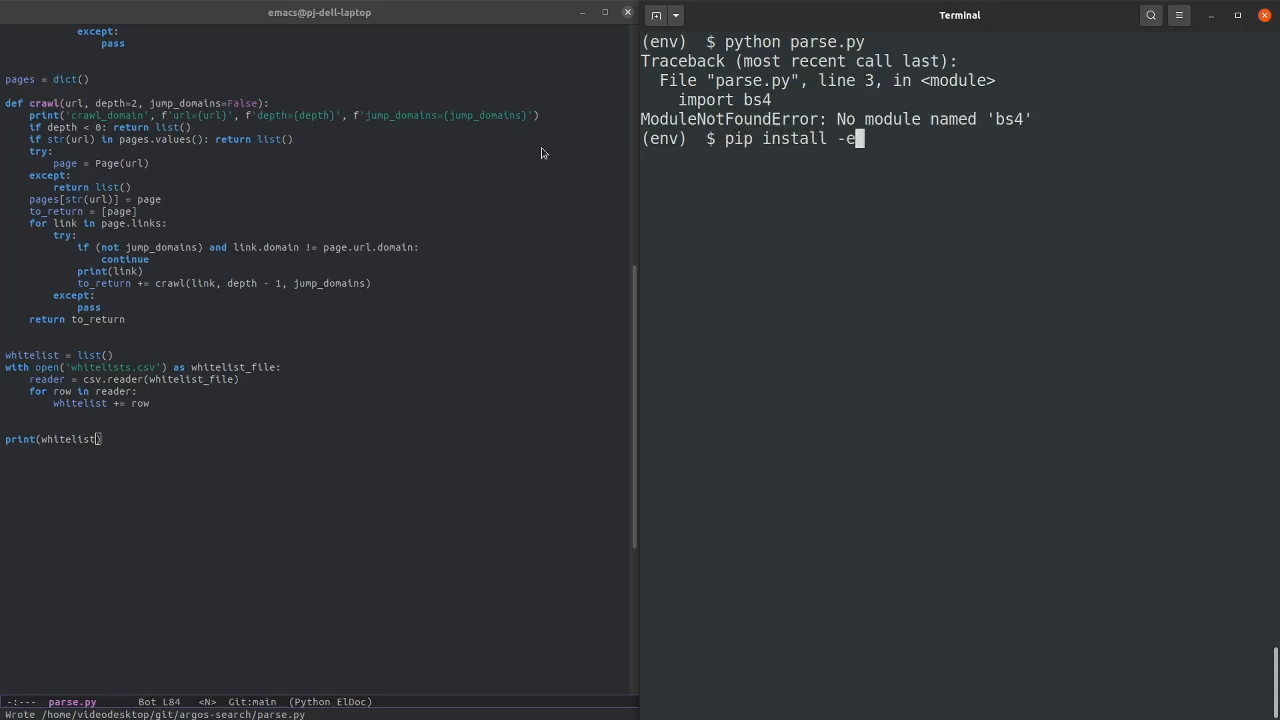 emacs@pj-dell-laptop
except:
pass
pages = dict()
def crawl(url, depth=2, jump_domains=False):
print('crawl_domain', f'url={url}', f'depth={depth}', f'jump_domains={jump_domains}')
if depth < 0: return list()
if str(url) in pages.values(): return list()
try:
page = Page(url)
except:
return list()
pages[str(url)] = page
to_return = [page]
for link in page.links:
try:
if (not jump_domains) and link.domain != page.url.domain:
continue
print(link)
to_return += crawl(link, depth - 1, jump_domains)
except:
pass
return to_return
whitelist = list()
with open('whitelists.csv') as whitelist_file:
reader = csv.reader(whitelist_file)
for row in reader:
whitelist += row
print(whitelist)
-:--- parse.py Bot L84 <N> Git:main (Python ElDoc)
Wrote /home/videodesktop/git/argos-search/parse.py
Terminal
(env) $ python parse.py
Traceback (most recent call last):
File "parse.py", line 3, in <module>
import bs4
ModuleNotFoundError: No module named 'bs4'
(env) $ pip install -e